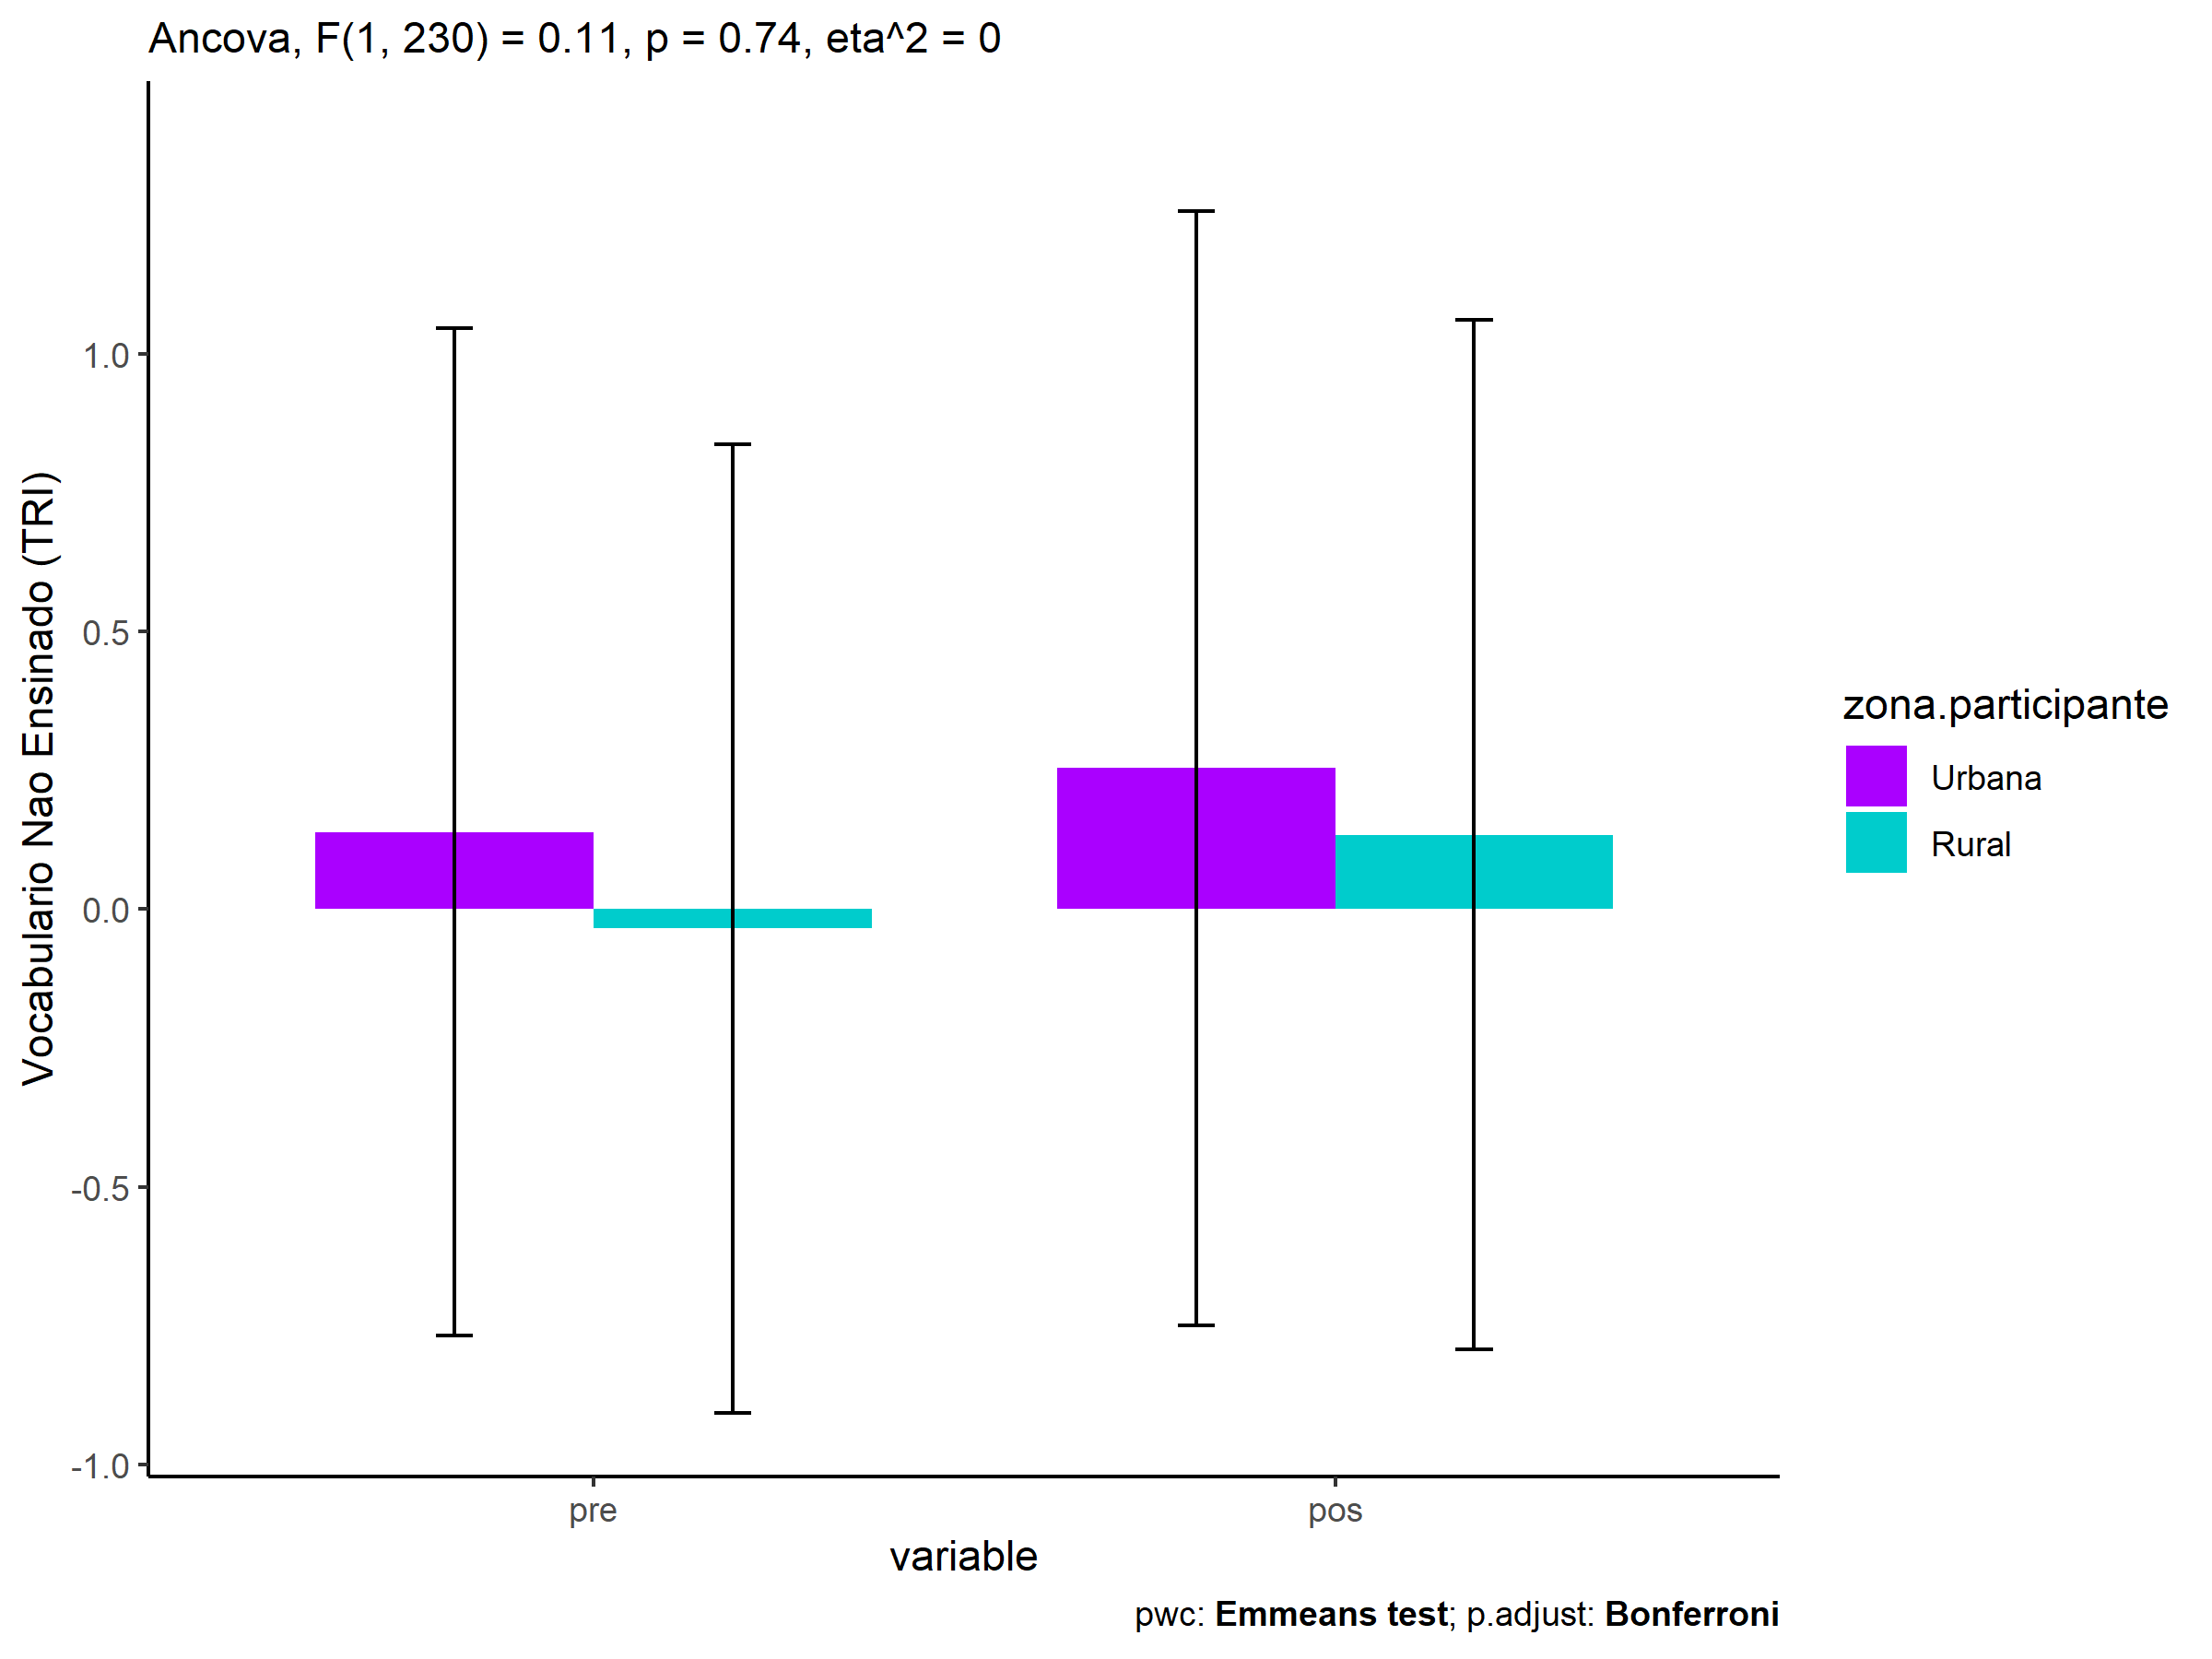 Ancova, F(1, 230) = 0.11, p = 0.74, eta^2 = 0
Vocabulario Nao Ensinado (TRI)
1.0
0.5
0.0
-0.5
-1.0
pre
pos
variable
zona.participante
Urbana
Rural
pwc: Emmeans test; p.adjust: Bonferroni